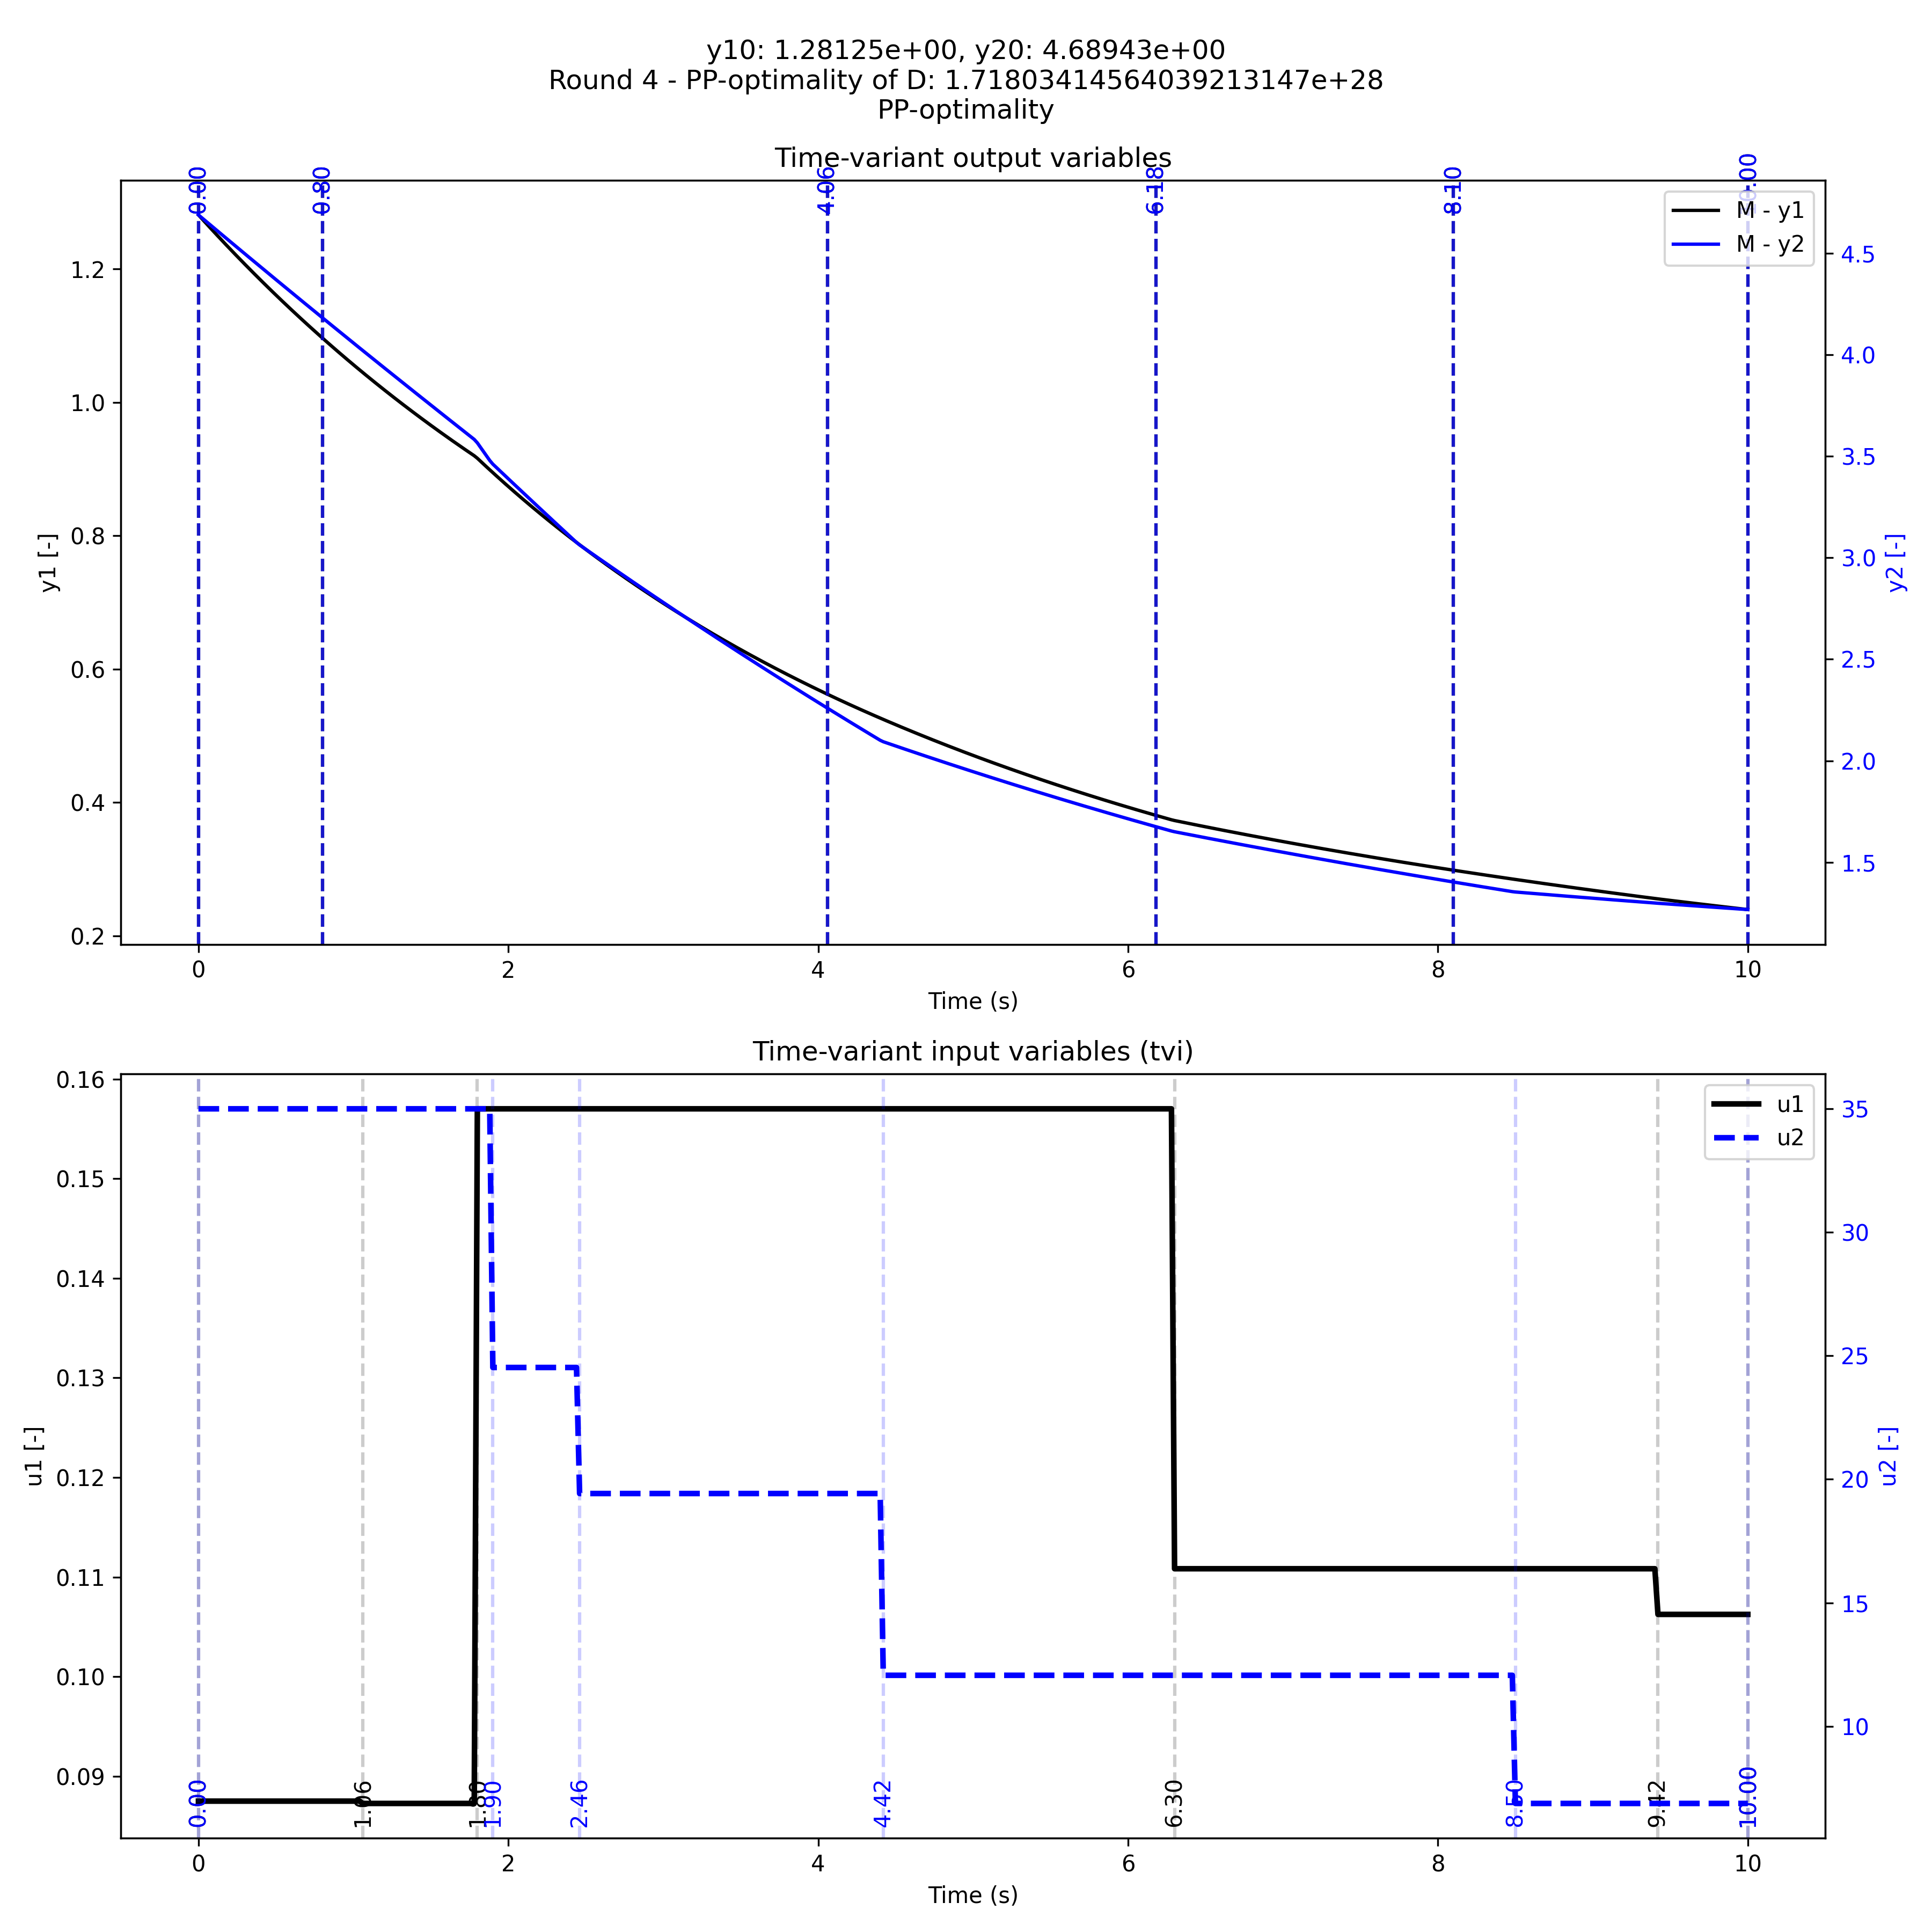 y10: 1.28125e+00, y20: 4.68943e+00
Round 4 - PP-optimality of D: 1.71803414564039213147e+28
PP-optimality
Time-variant output variables
0.00
0.80
4.06
6.18
8.10
M - y1
M - y2
1.2
1.0
0.8
0.6
0.4
0.2
y1 [-]
4.5
4.0
3.5
3.0
2.5
2.0
1.5
y2 [-]
0 2 4 6 8 10
Time (s)
Time-variant input variables (tvi)
u1
u2
0.16
0.15
0.14
0.13
0.12
0.11
0.10
0.09
u1 [-]
35
30
25
20
15
10
u2 [-]
0.00
1.06
1.80
1.90
2.46
4.42
6.30
8.50
9.42
10.00
0 2 4 6 8 10
Time (s)